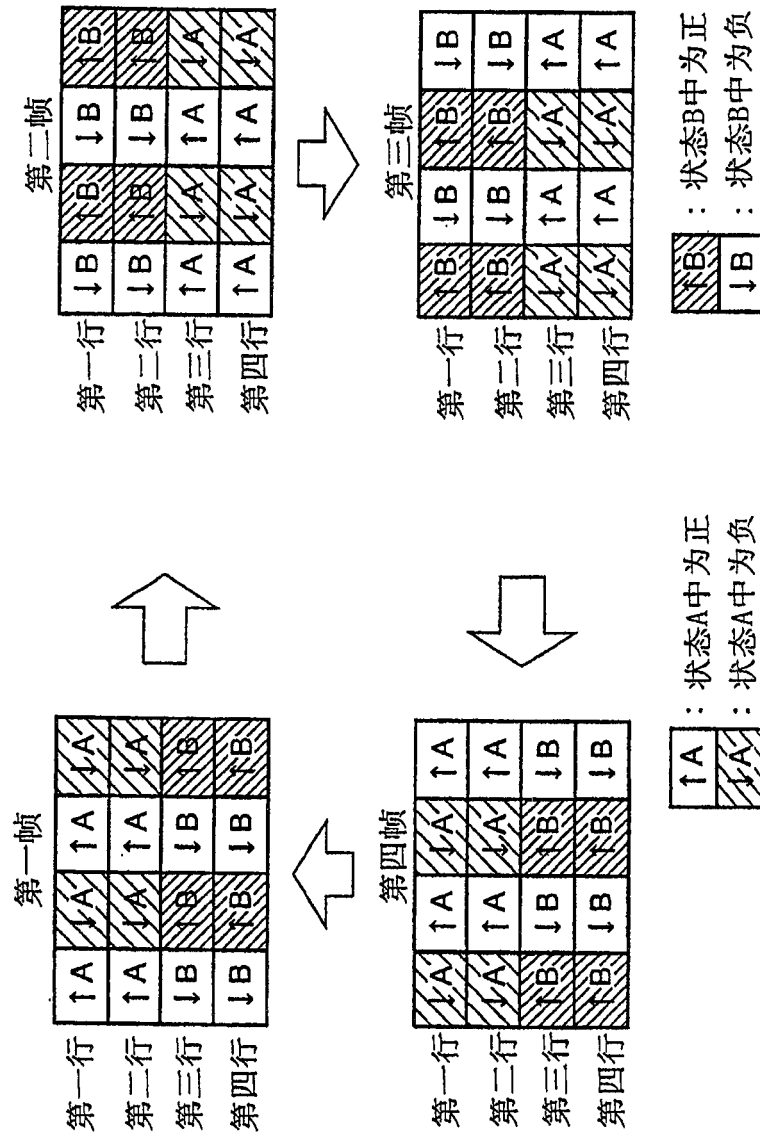 第一帧
第一行 ↑A ↓A ↑A ↓A
第二行 ↑A ↓A ↑A ↓A
第三行 ↓B ↑B ↓B ↑B
第四行 ↓B ↑B ↓B ↑B
第二帧
第一行 ↓B ↑B ↓B ↑B
第二行 ↓B ↑B ↓B ↑B
第三行 ↑A ↓A ↑A ↓A
第四行 ↑A ↓A ↑A ↓A
第四帧
第一行 ↓A ↑A ↓A ↑A
第二行 ↓A ↑A ↓A ↑A
第三行 ↑B ↓B ↑B ↓B
第四行 ↑B ↓B ↑B ↓B
第三帧
第一行 ↑B ↓B ↑B ↓B
第二行 ↑B ↓B ↑B ↓B
第三行 ↓A ↑A ↓A ↑A
第四行 ↓A ↑A ↓A ↑A
↑A : 状态A中为正
↓A : 状态A中为负
↑B : 状态B中为正
↓B : 状态B中为负